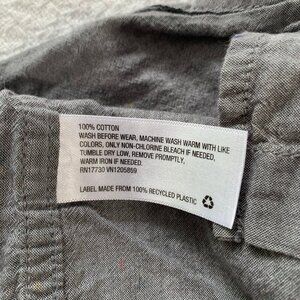 100% COTTON
WASH BEFORE WEAR, MACHINE WASH WARM WITH LIKE
COLORS, ONLY NON-CHLORINE BLEACH IF NEEDED,
TUMBLE DRY LOW, REMOVE PROMPTLY,
WARM IRON IF NEEDED.
RN17730 VN1205859
LABEL MADE FROM 100% RECYCLED PLASTIC